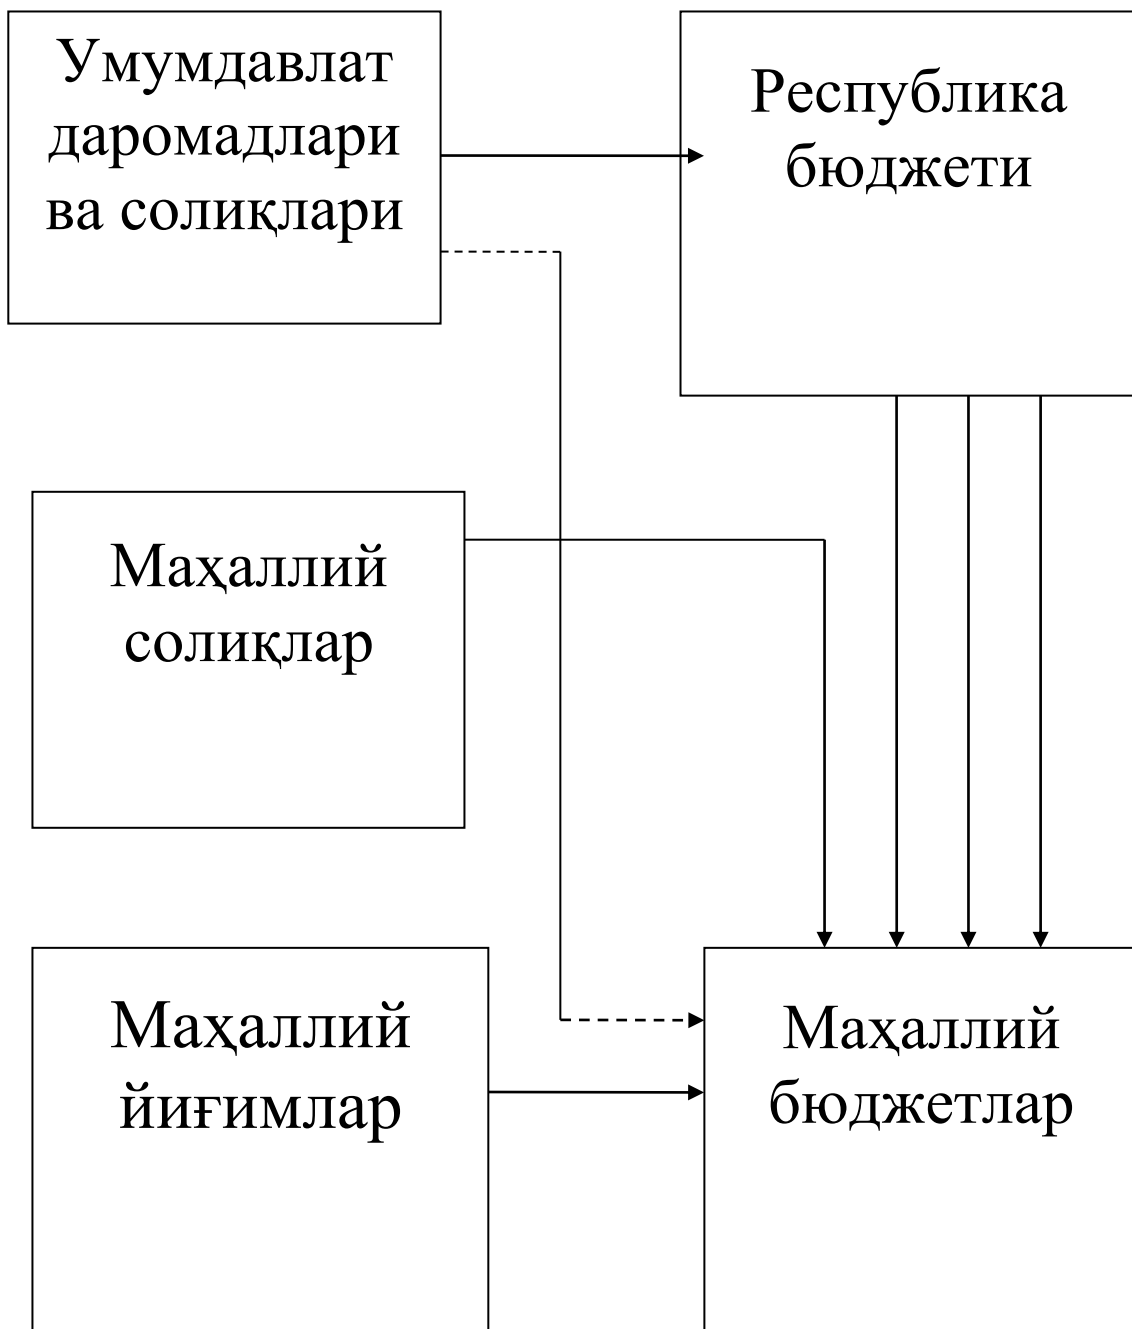 Умумдавлат
даромадлари
ва солиқлари
Республика
бюджети
Маҳаллий
солиқлар
Маҳаллий
йиғимлар
Маҳаллий
бюджетлар